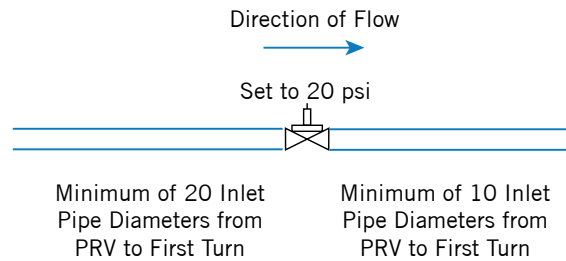 Direction of Flow
Set to 20 psi
Minimum of 20 Inlet
Pipe Diameters from
PRV to First Turn
Minimum of 10 Inlet
Pipe Diameters from
PRV to First Turn